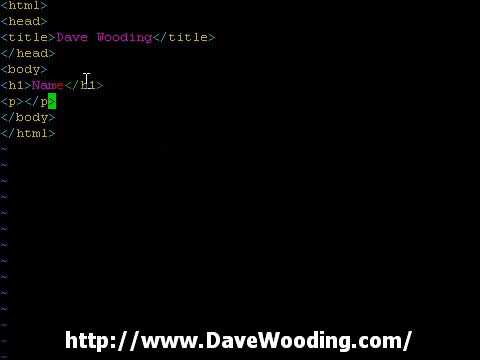 <html>
<head>
<title>Dave Wooding</title>
</head>
<body>
<h1>Name</h1>
<p></p>
</body>
</html>
~
~
~
~
~
~
~
~
~
~
~
~
~
~
http://www.DaveWooding.com/